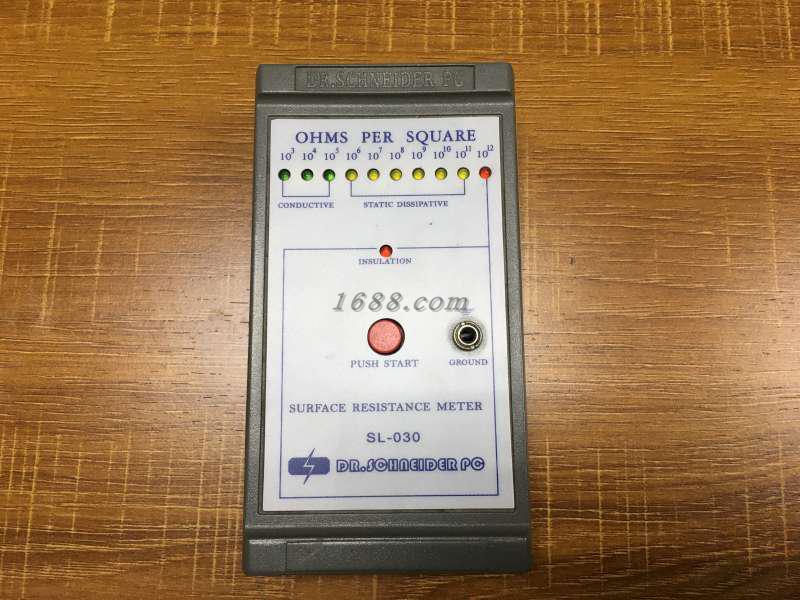 DR.SCHNEIDER PC
OHMS PER SQUARE
10³ 10⁴ 10⁵ 10⁶ 10⁷ 10⁸ 10⁹ 10¹⁰ 10¹¹ 10¹²
CONDUCTIVE STATIC DISSIPATIVE
INSULATION
1688.com
PUSH START GROUND
SURFACE RESISTANCE METER
SL-030
DR.SCHNEIDER PC